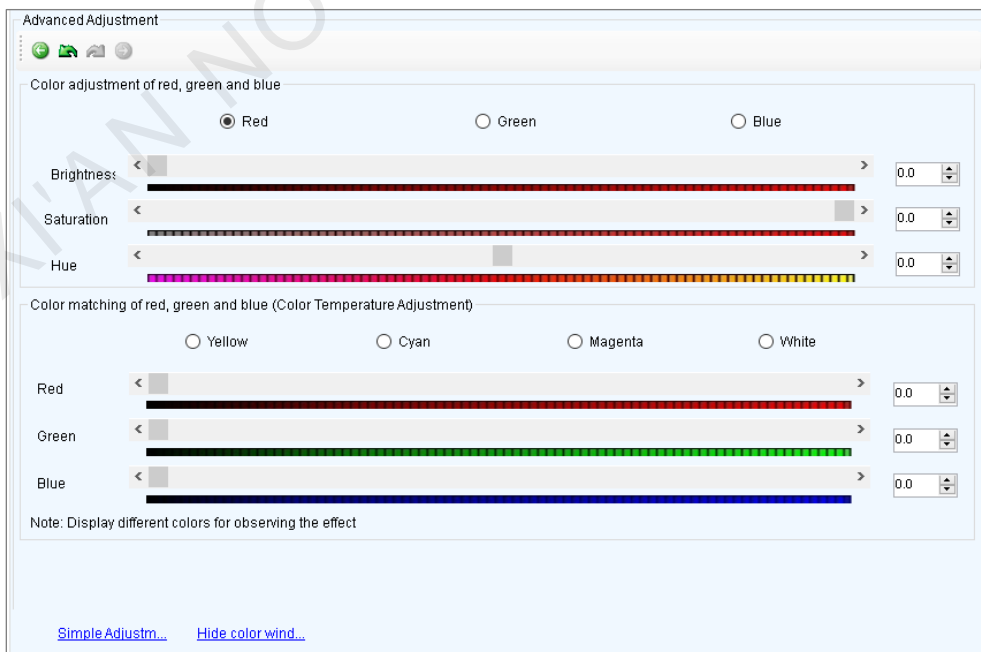 Advanced Adjustment
Color adjustment of red, green and blue
Red Green Blue
Brightness 0.0
Saturation 0.0
Hue 0.0
Color matching of red, green and blue (Color Temperature Adjustment)
Yellow Cyan Magenta White
Red 0.0
Green 0.0
Blue 0.0
Note: Display different colors for observing the effect
Simple Adjustm... Hide color wind...
XI'AN NO